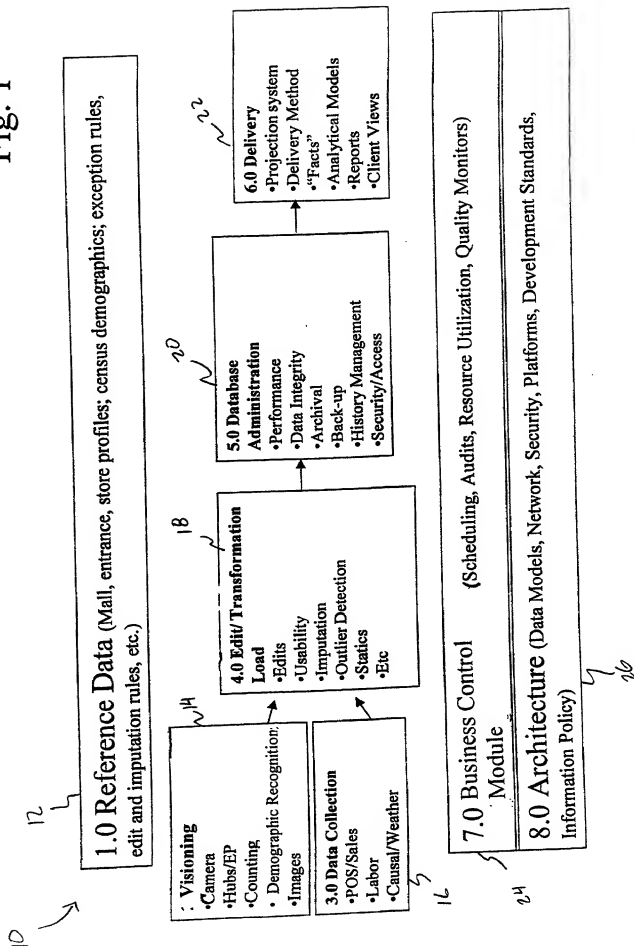 Fig. 1
10
12
1.0 Reference Data (Mall, entrance, store profiles; census demographics; exception rules,
edit and imputation rules, etc.)
: Visioning
•Camera
•Hubs/EP
•Counting
• Demographic Recognition
•Images
14
3.0 Data Collection
•POS/Sales
•Labor
•Causal/Weather
16
4.0 Edit/Transformation
Load
•Edits
•Usability
•Imputation
•Outlier Detection
•Statics
•Etc
18
5.0 Database
Administration
•Performance
•Data Integrity
•Archival
•Back-up
•History Management
•Security/Access
20
6.0 Delivery
•Projection system
•Delivery Method
•“Facts”
•Analytical Models
•Reports
•Client Views
22
7.0 Business Control (Scheduling, Audits, Resource Utilization, Quality Monitors)
Module
24
8.0 Architecture (Data Models, Network, Security, Platforms, Development Standards,
Information Policy)
26